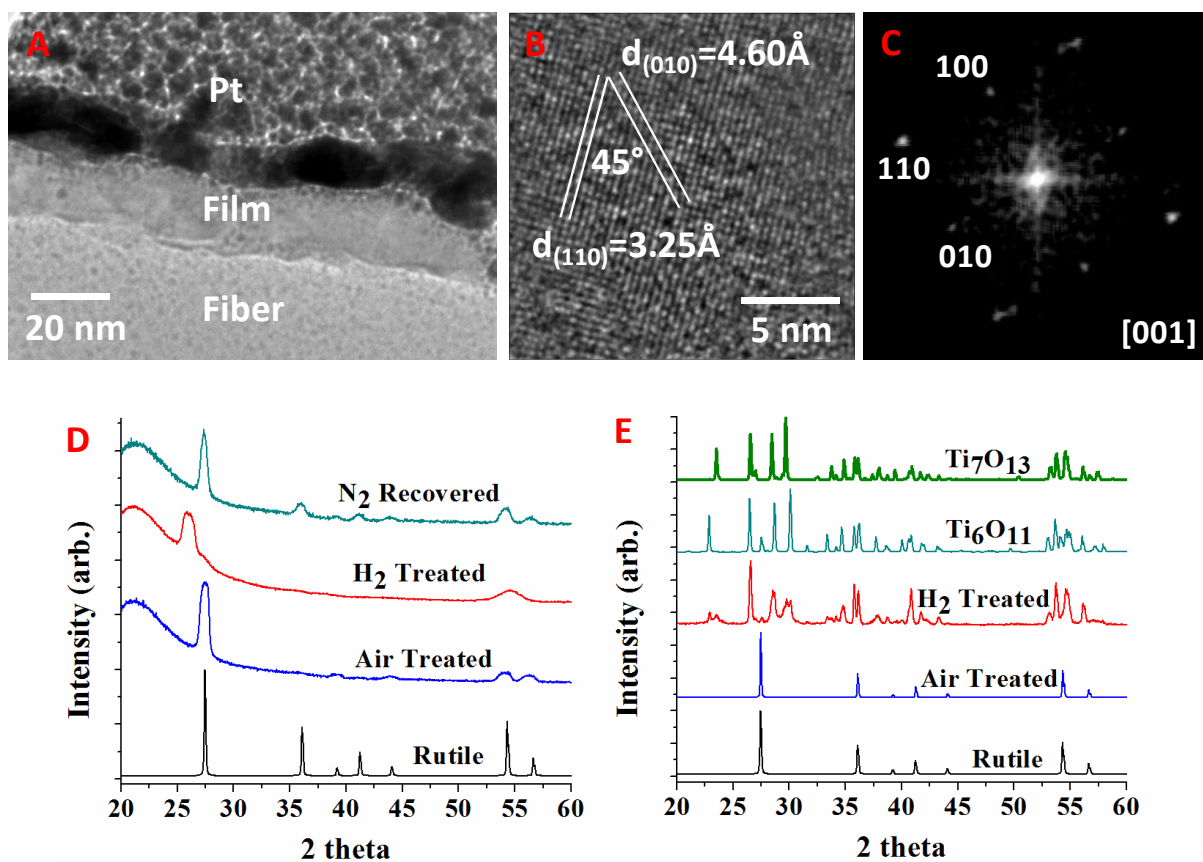 A
Pt
Film
Fiber
20 nm
B
d(010)=4.60Å
45°
d(110)=3.25Å
5 nm
C
100
110
010
[001]
D
N2 Recovered
H2 Treated
Air Treated
Rutile
Intensity (arb.)
20 25 30 35 40 45 50 55 60
2 theta
E
Ti7O13
Ti6O11
H2 Treated
Air Treated
Rutile
Intensity (arb.)
20 25 30 35 40 45 50 55 60
2 theta